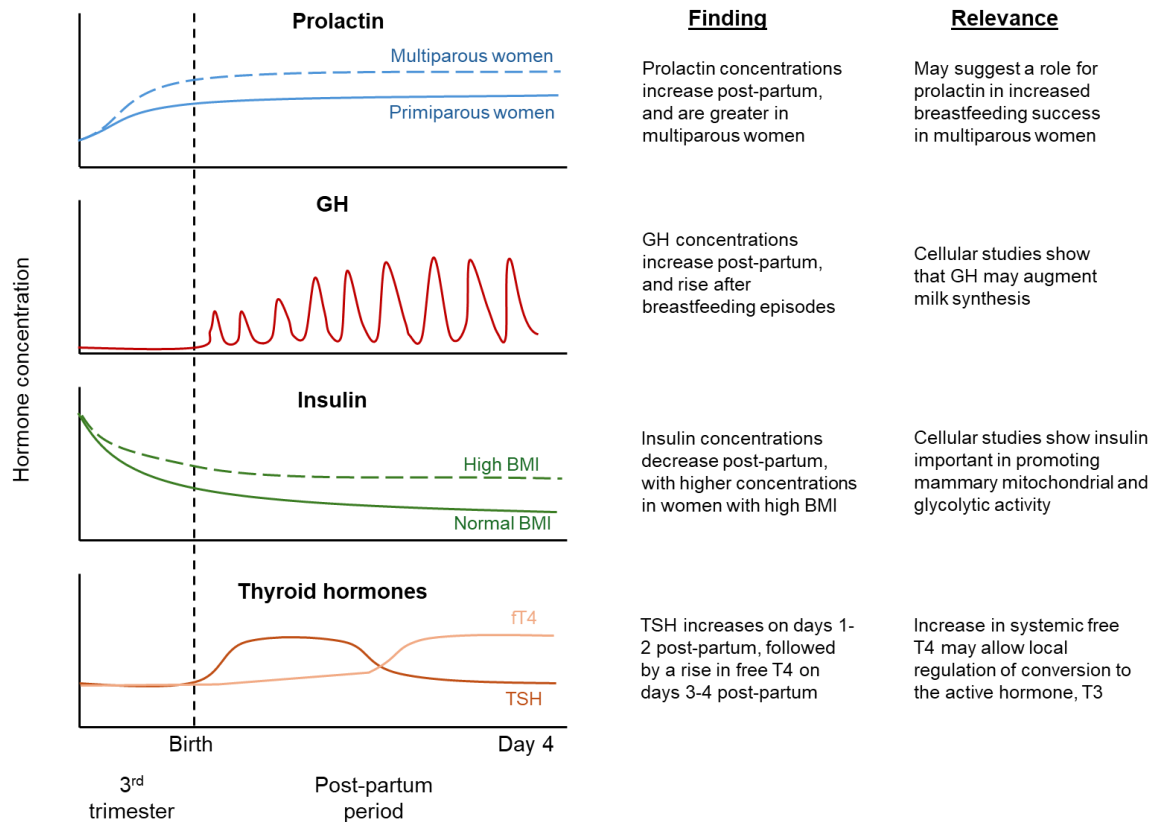 Finding
Relevance
Hormone concentration
Prolactin
Multiparous women
Primiparous women
Prolactin concentrations
increase post-partum,
and are greater in
multiparous women
May suggest a role for
prolactin in increased
breastfeeding success
in multiparous women
GH
GH concentrations
increase post-partum,
and rise after
breastfeeding episodes
Cellular studies show
that GH may augment
milk synthesis
Insulin
High BMI
Normal BMI
Insulin concentrations
decrease post-partum,
with higher concentrations
in women with high BMI
Cellular studies show insulin
important in promoting
mammary mitochondrial and
glycolytic activity
Thyroid hormones
fT4
TSH
TSH increases on days 1-
2 post-partum, followed
by a rise in free T4 on
days 3-4 post-partum
Increase in systemic free
T4 may allow local
regulation of conversion to
the active hormone, T3
Birth
Day 4
3rd
trimester
Post-partum
period